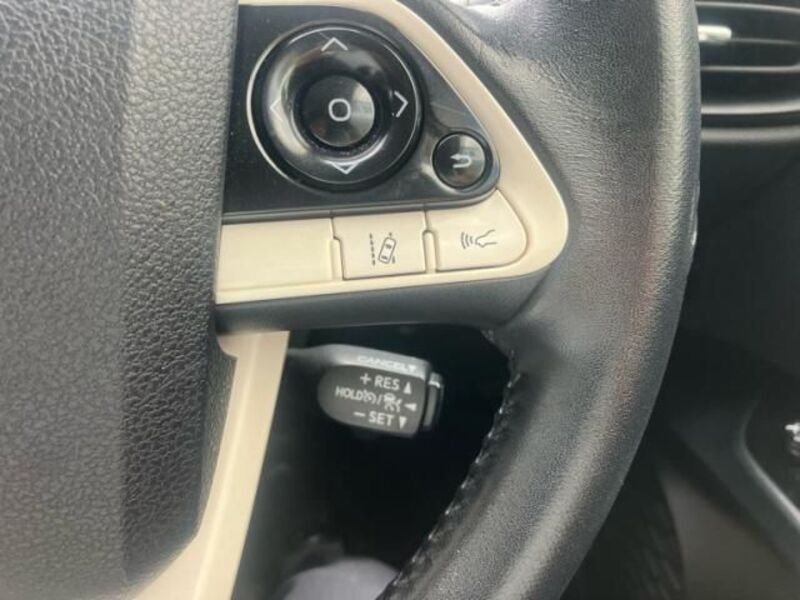 CANCEL
+ RES
HOLD /
− SET